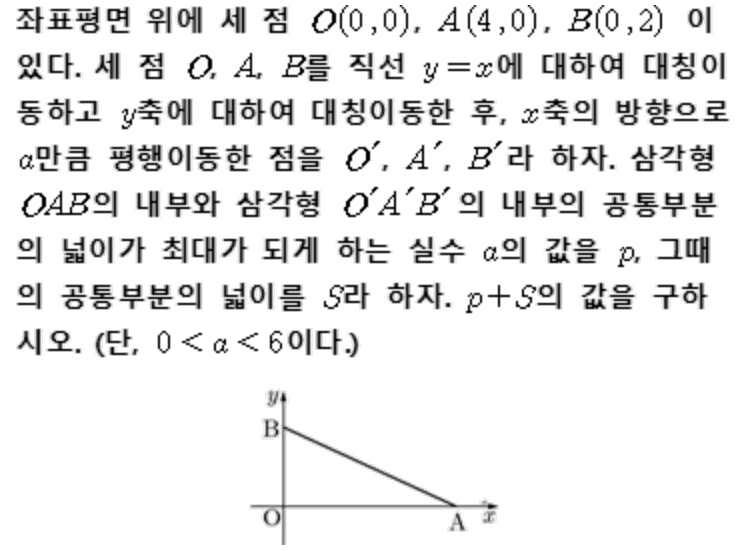 좌표평면 위에 세 점 O(0,0), A(4,0), B(0,2) 이
있다. 세 점 O, A, B를 직선 y=x에 대하여 대칭이
동하고 y축에 대하여 대칭이동한 후, x축의 방향으로
a만큼 평행이동한 점을 O′, A′, B′라 하자. 삼각형
OAB의 내부와 삼각형 O′A′B′의 내부의 공통부분
의 넓이가 최대가 되게 하는 실수 a의 값을 p, 그때
의 공통부분의 넓이를 S라 하자. p+S의 값을 구하
시오. (단, 0<a<6이다.)
y
B
O
A
x